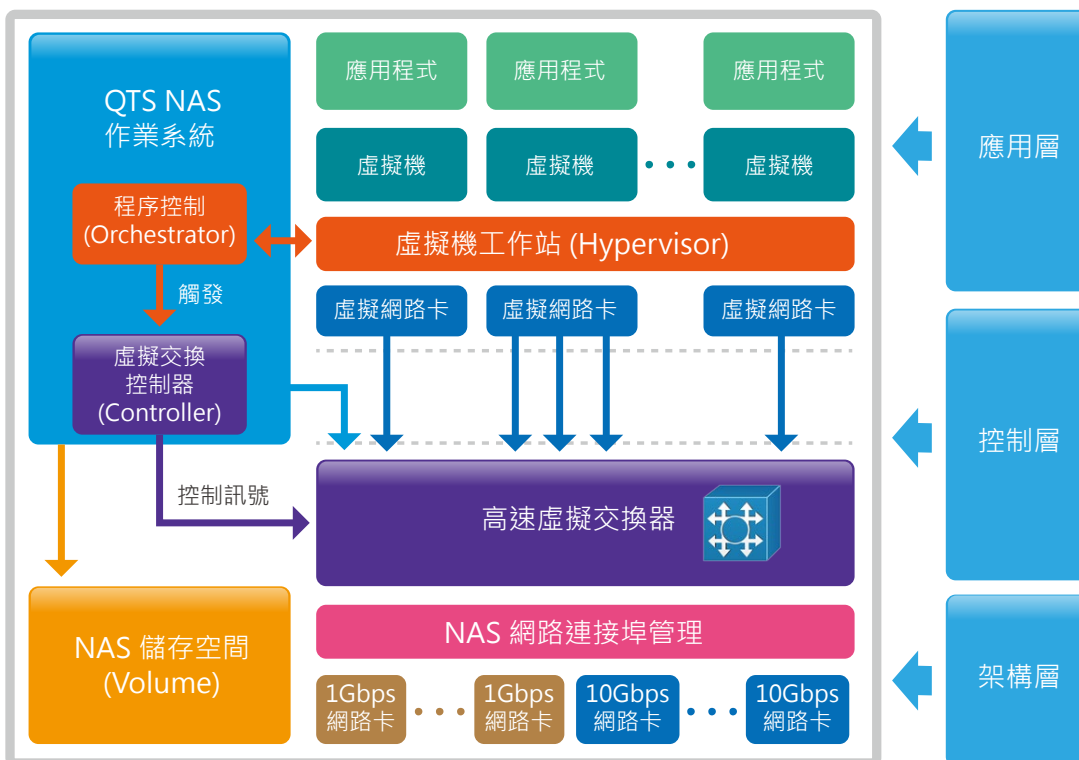 QTS NAS
作業系統
程序控制
(Orchestrator)
觸發
虛擬交換
控制器
(Controller)
控制訊號
NAS 儲存空間
(Volume)
應用程式
應用程式
應用程式
虛擬機
虛擬機
虛擬機
虛擬機工作站 (Hypervisor)
虛擬網路卡
虛擬網路卡
虛擬網路卡
高速虛擬交換器
NAS 網路連接埠管理
1Gbps
網路卡
1Gbps
網路卡
10Gbps
網路卡
10Gbps
網路卡
應用層
控制層
架構層